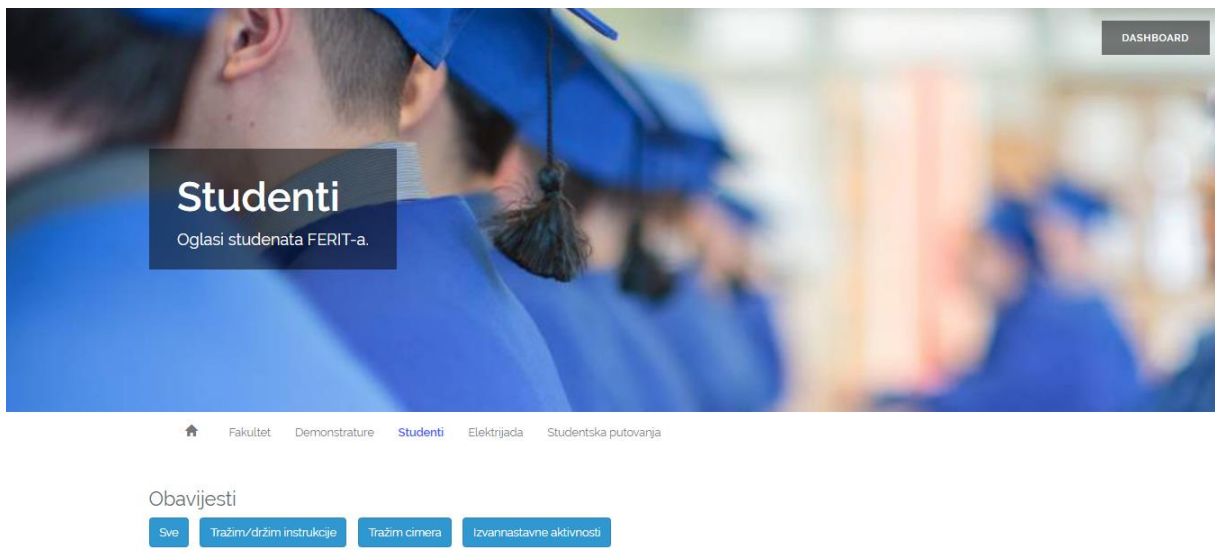 DASHBOARD
Studenti
Oglasi studenata FERIT-a.
Fakultet Demonstrature Studenti Elektrijada Studentska putovanja
Obavijesti
Sve Tražim/držim instrukcije Tražim cimera Izvannastavne aktivnosti